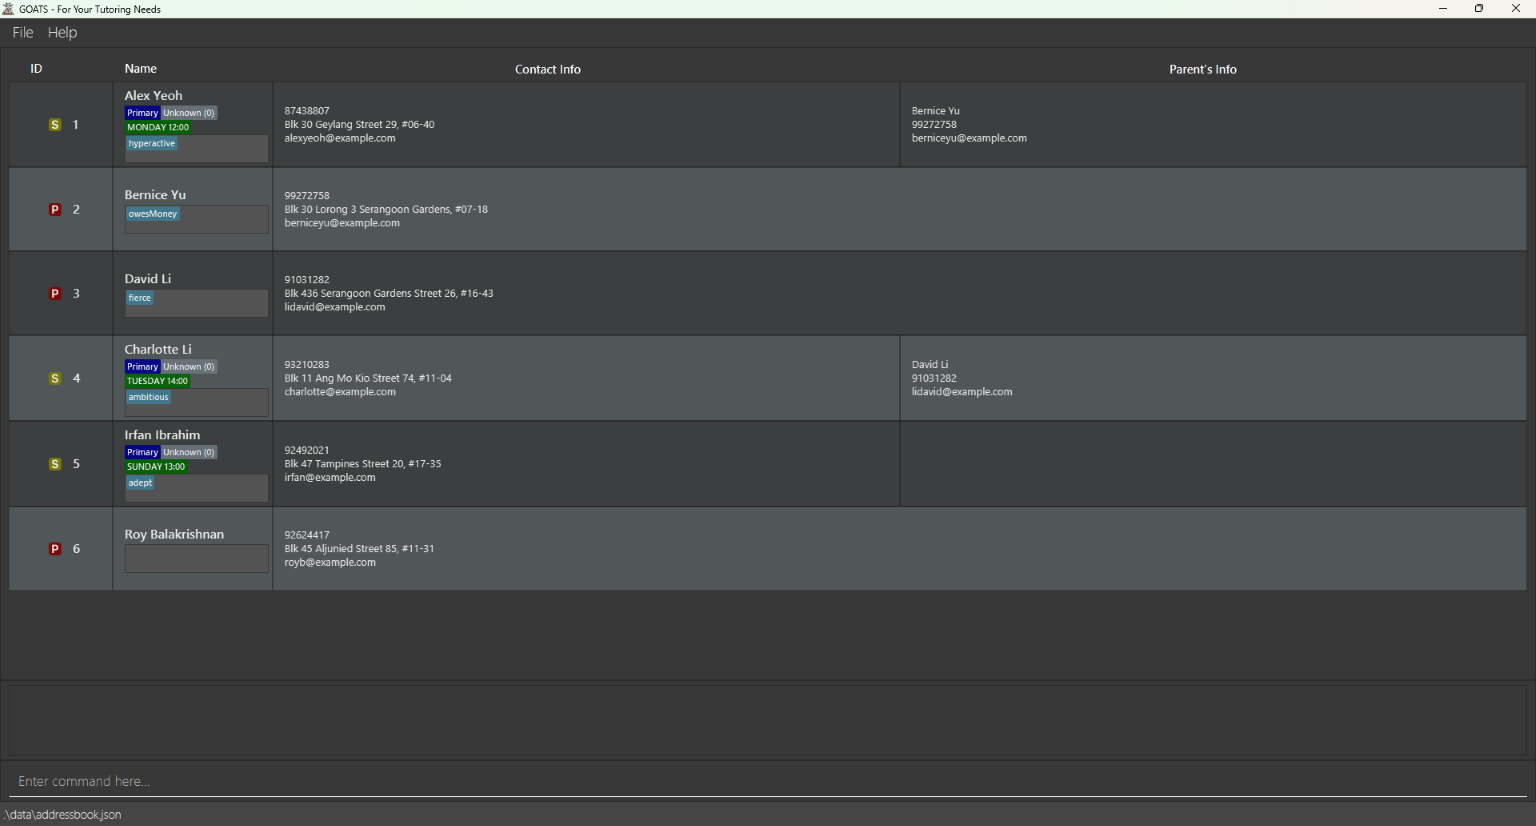 GOATS - For Your Tutoring Needs
File Help
ID Name Contact Info Parent's Info
S 1
Alex Yeoh
Primary Unknown (0)
MONDAY 12:00
hyperactive
87438807
Blk 30 Geylang Street 29, #06-40
alexyeoh@example.com
Bernice Yu
99272758
berniceyu@example.com
P 2
Bernice Yu
owesMoney
99272758
Blk 30 Lorong 3 Serangoon Gardens, #07-18
berniceyu@example.com
P 3
David Li
fierce
91031282
Blk 436 Serangoon Gardens Street 26, #16-43
lidavid@example.com
S 4
Charlotte Li
Primary Unknown (0)
TUESDAY 14:00
ambitious
93210283
Blk 11 Ang Mo Kio Street 74, #11-04
charlotte@example.com
David Li
91031282
lidavid@example.com
S 5
Irfan Ibrahim
Primary Unknown (0)
SUNDAY 13:00
adept
92492021
Blk 47 Tampines Street 20, #17-35
irfan@example.com
P 6
Roy Balakrishnan
92624417
Blk 45 Aljunied Street 85, #11-31
royb@example.com
Enter command here...
.\data\addressbook.json